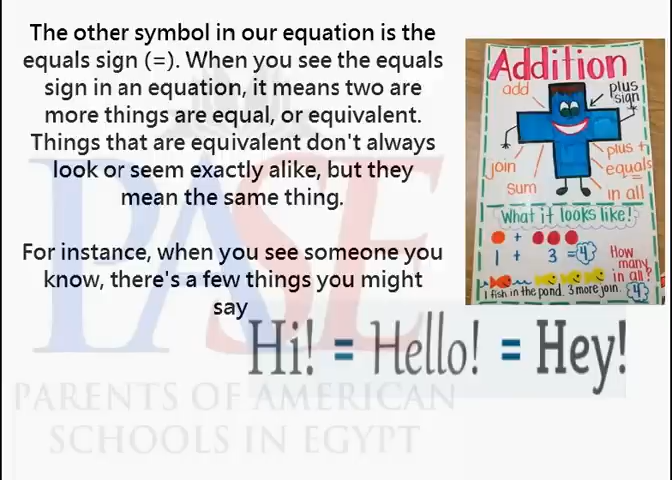 The other symbol in our equation is the
equals sign (=). When you see the equals
sign in an equation, it means two are
more things are equal, or equivalent.
Things that are equivalent don't always
look or seem exactly alike, but they
mean the same thing.
For instance, when you see someone you
know, there's a few things you might
say
Hi! = Hello! = Hey!
Addition
add
plus
sign
join
sum
plus +
equals
=
in all
What it looks like!
+
1 + 3 = 4
How
many
in all?
1 fish in the pond. 3 more join.
4
PASE
PARENTS OF AMERICAN
SCHOOLS IN EGYPT